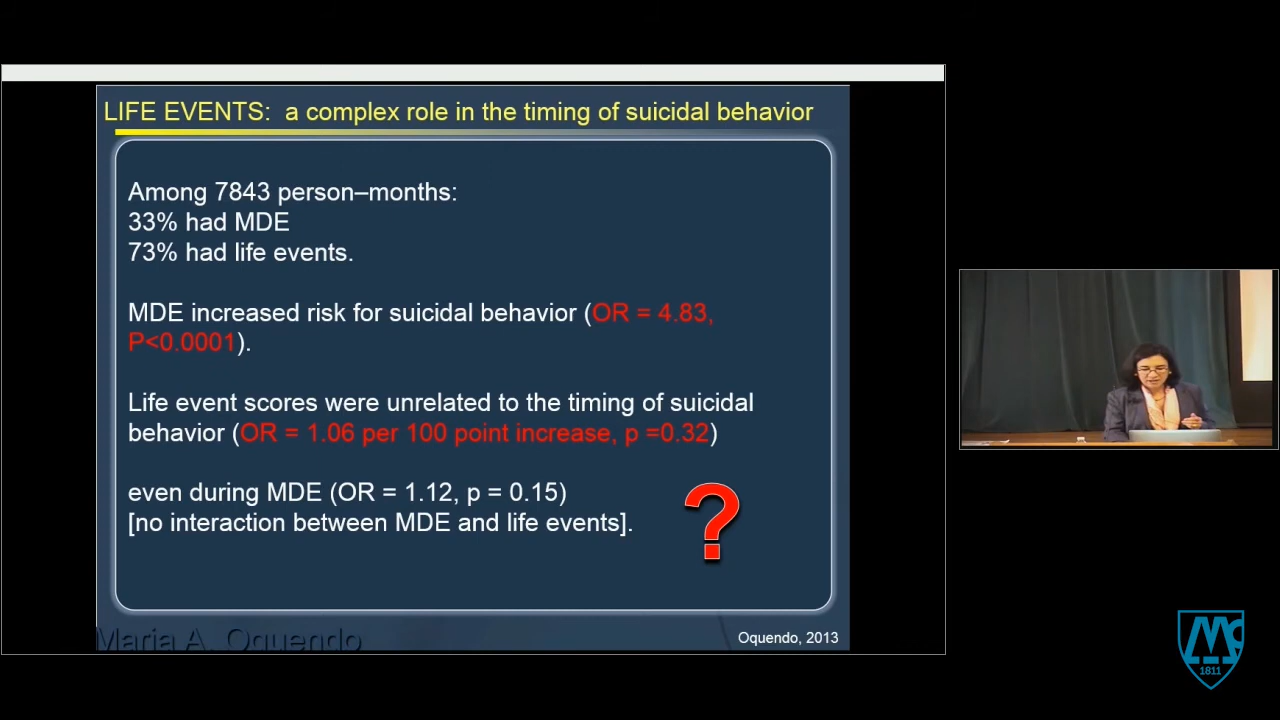 LIFE EVENTS: a complex role in the timing of suicidal behavior
Among 7843 person–months:
33% had MDE
73% had life events.
MDE increased risk for suicidal behavior (OR = 4.83,
P<0.0001).
Life event scores were unrelated to the timing of suicidal
behavior (OR = 1.06 per 100 point increase, p =0.32)
even during MDE (OR = 1.12, p = 0.15)
[no interaction between MDE and life events].
?
Maria A. Oquendo
Oquendo, 2013
1811